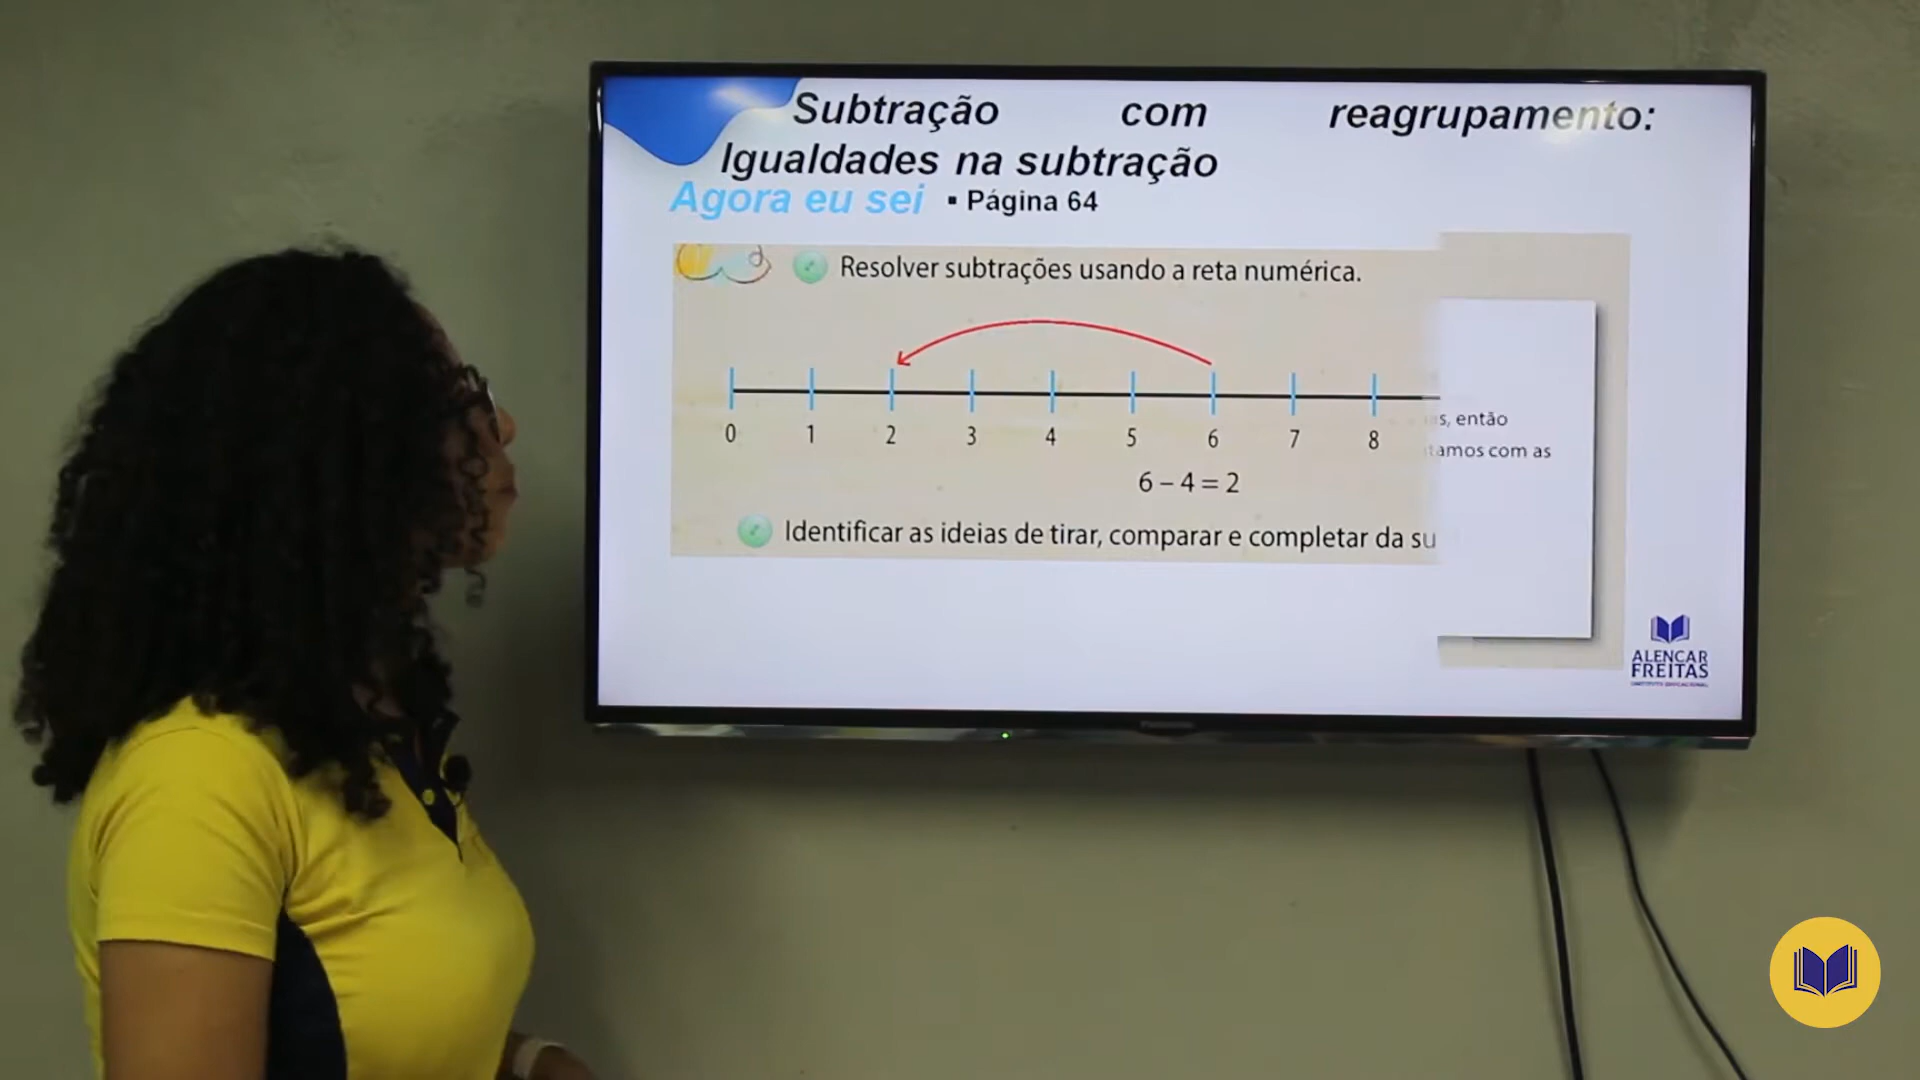 Subtração com reagrupamento:
Igualdades na subtração
Agora eu sei ▪ Página 64
Resolver subtrações usando a reta numérica.
0 1 2 3 4 5 6 7 8
s, então
tamos com as
6 – 4 = 2
Identificar as ideias de tirar, comparar e completar da su
ALENCAR
FREITAS